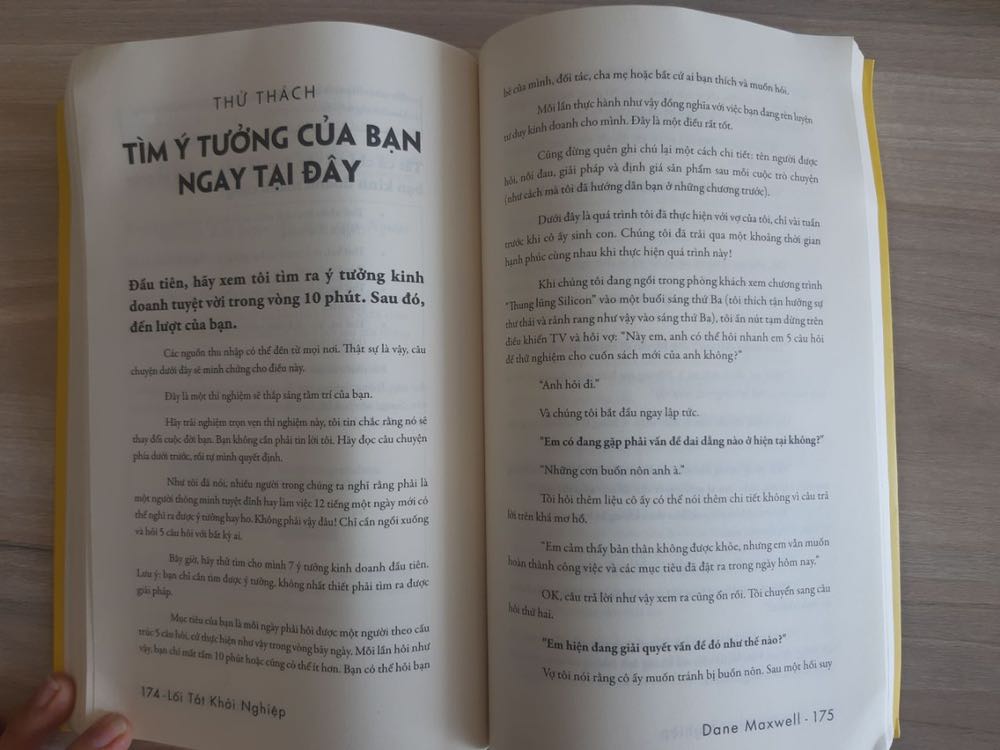 THỬ THÁCH
TÌM Ý TƯỞNG CỦA BẠN
NGAY TẠI ĐÂY
Đầu tiên, hãy xem tôi tìm ra ý tưởng kinh
doanh tuyệt vời trong vòng 10 phút. Sau đó,
đến lượt của bạn.
Các nguồn thu nhập có thể đến từ mọi nơi. Thật sự là vậy, câu
chuyện dưới đây sẽ minh chứng cho điều này.
Đây là một thí nghiệm sẽ thắp sáng tâm trí của bạn.
Hãy trải nghiệm trọn vẹn thí nghiệm này, tôi tin chắc rằng nó sẽ
thay đổi cuộc đời bạn. Bạn không cần phải tin lời tôi. Hãy đọc câu chuyện
phía dưới trước, rồi tự mình quyết định.
Như tôi đã nói, nhiều người trong chúng ta nghĩ rằng phải là
một người thông minh tuyệt đỉnh hay làm việc 12 tiếng một ngày mới có
thể nghĩ ra được ý tưởng hay ho. Không phải vậy đâu! Chỉ cần ngồi xuống
và hỏi 5 câu hỏi với bất kỳ ai.
Bây giờ, hãy thử tìm cho mình 7 ý tưởng kinh doanh đầu tiên.
Lưu ý: bạn chỉ cần tìm được ý tưởng, không nhất thiết phải tìm ra được
giải pháp.
Mục tiêu của bạn là mỗi ngày phải hỏi được một người theo cấu
trúc 5 câu hỏi, cứ thực hiện như vậy trong vòng bảy ngày. Mỗi lần hỏi như
vậy, bạn chỉ mất tầm 10 phút hoặc cũng có thể ít hơn. Bạn có thể hỏi bạn
174 - Lối Tắt Khởi Nghiệp
bè của mình, đối tác, cha mẹ hoặc bất cứ ai bạn thích và muốn hỏi.
Mỗi lần thực hành như vậy đồng nghĩa với việc bạn đang rèn luyện
tư duy kinh doanh cho mình. Đây là một điều rất tốt.
Cũng đừng quên ghi chú lại một cách chi tiết: tên người được
hỏi, nỗi đau, giải pháp và định giá sản phẩm sau mỗi cuộc trò chuyện
(như cách mà tôi đã hướng dẫn bạn ở những chương trước).
Dưới đây là quá trình tôi đã thực hiện với vợ của tôi, chỉ vài tuần
trước khi cô ấy sinh con. Chúng tôi đã trải qua một khoảng thời gian
hạnh phúc cùng nhau khi thực hiện quá trình này!
Khi chúng tôi đang ngồi trong phòng khách xem chương trình
"Thung lũng Silicon" vào một buổi sáng thứ Ba (tôi thích tận hưởng sự
thư thái và rảnh rang như vậy vào sáng thứ Ba), tôi ấn nút tạm dừng trên
điều khiển TV và hỏi vợ: "Này em, anh có thể hỏi nhanh em 5 câu hỏi
để thử nghiệm cho cuốn sách mới của anh không?"
"Anh hỏi đi."
Và chúng tôi bắt đầu ngay lập tức.
"Em có đang gặp phải vấn đề dai dẳng nào ở hiện tại không?"
"Những cơn buồn nôn anh à."
Tôi hỏi thêm liệu cô ấy có thể nói thêm chi tiết không vì câu trả
lời trên khá mơ hồ.
"Em cảm thấy bản thân không được khỏe, nhưng em vẫn muốn
hoàn thành công việc và các mục tiêu đã đặt ra trong ngày hôm nay."
OK, câu trả lời như vậy xem ra cũng ổn rồi. Tôi chuyển sang câu
hỏi thứ hai.
"Em hiện đang giải quyết vấn đề đó như thế nào?"
Vợ tôi nói rằng cô ấy muốn tránh bị buồn nôn. Sau một hồi suy
Dane Maxwell - 175